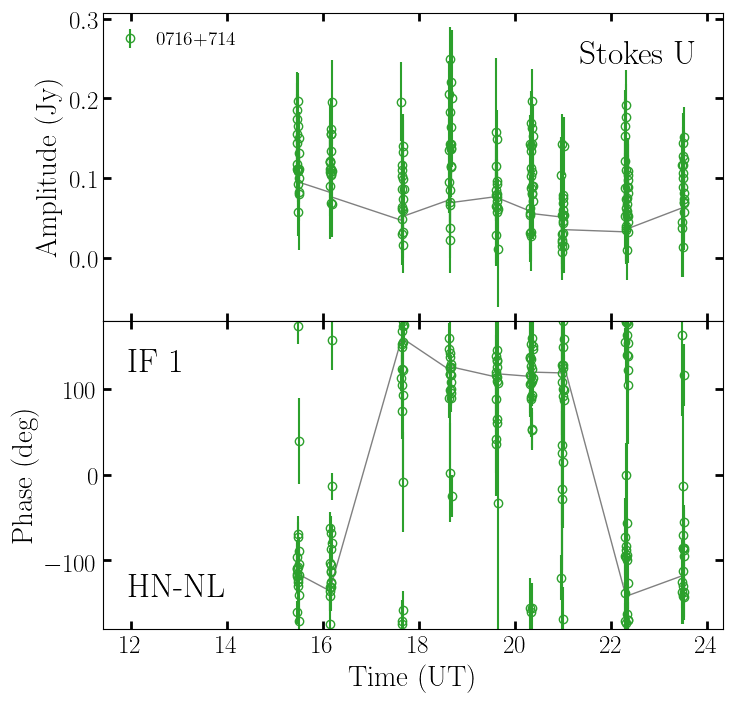 0.3
0716+714
Stokes U
0.2
Amplitude (Jy)
0.1
0.0
IF 1
100
Phase (deg)
0
−100
HN-NL
12 14 16 18 20 22 24
Time (UT)